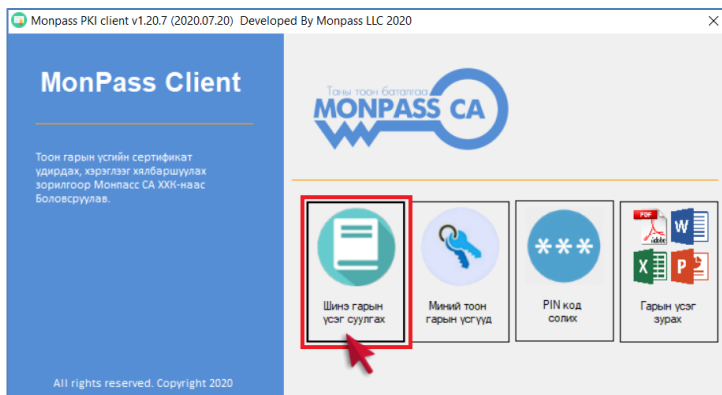 Monpass PKI client v1.20.7 (2020.07.20) Developed By Monpass LLC 2020
MonPass Client
Тоон гарын үсгийн сертификат
удирдах, хэрэглээг хялбаршуулах
зорилгоор Монпасс СА ХХК-наас
Боловсруулав.
All rights reserved. Copyright 2020
Таны тоон баталгаа
MONPASS CA
Шинэ гарын
үсэг суулгах
Миний тоон
гарын үсгүүд
***
PIN код
солих
PDF
Adobe
W
X
P
Гарын үсэг
зурах